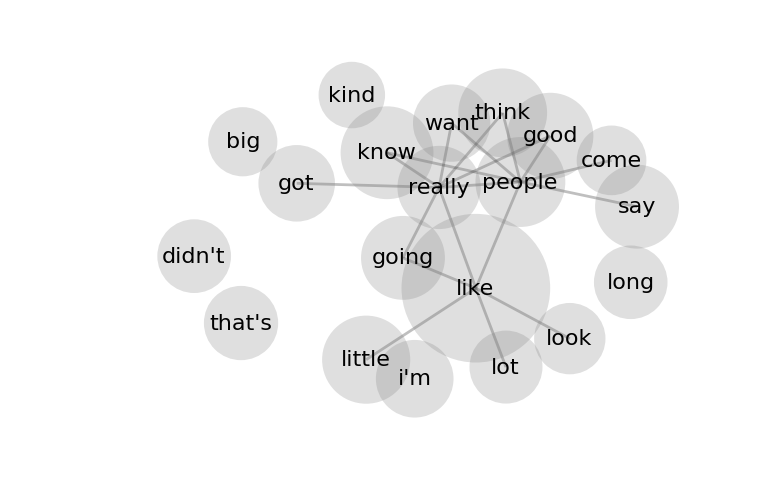 kind
think
want
good
big
know
come
got
really
people
say
didn't
going
long
like
that's
look
little
lot
i'm